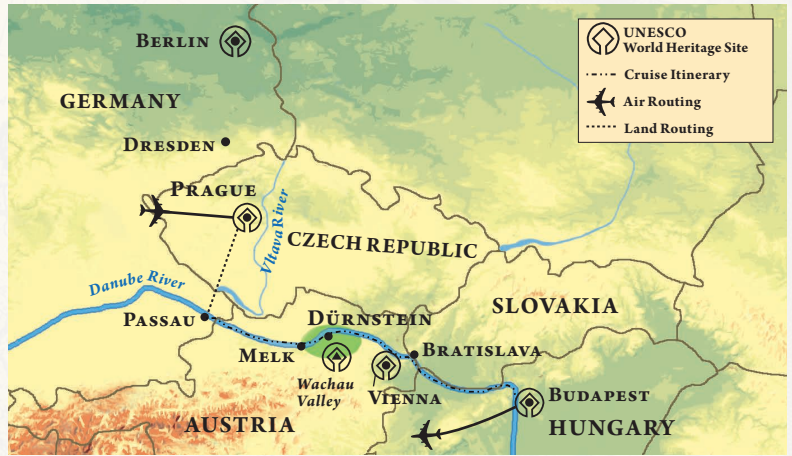 BERLIN
GERMANY
DRESDEN
PRAGUE
Vltava River
CZECH REPUBLIC
Danube River
PASSAU
DÜRNSTEIN
SLOVAKIA
MELK
BRATISLAVA
Wachau
Valley
VIENNA
BUDAPEST
AUSTRIA
HUNGARY
UNESCO
World Heritage Site
Cruise Itinerary
Air Routing
Land Routing